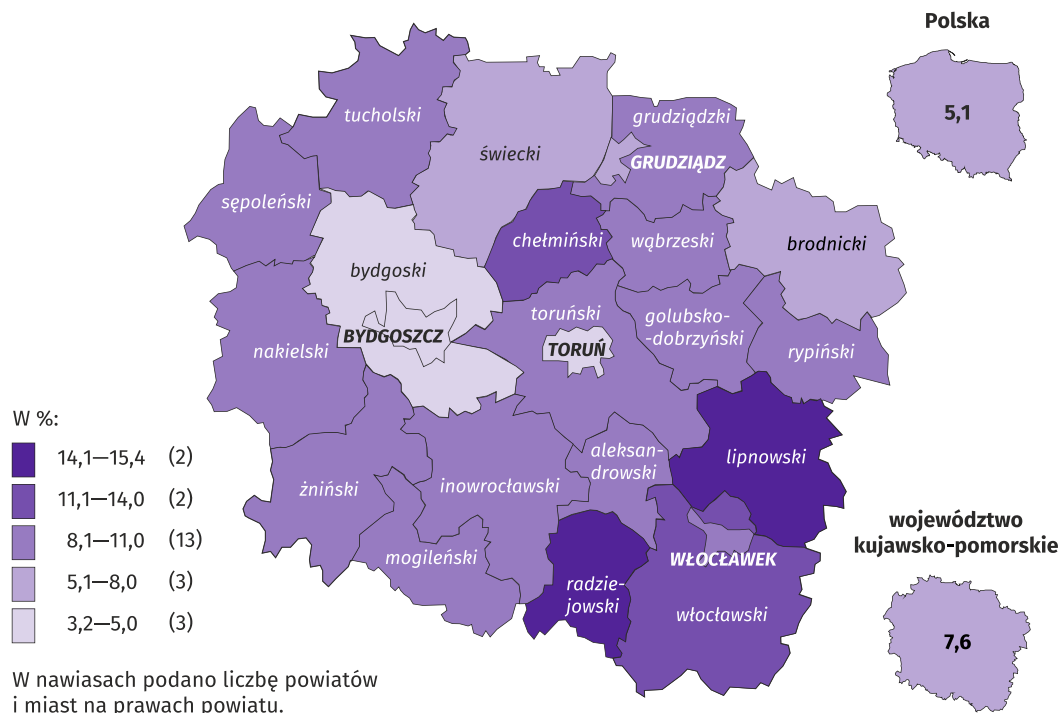 Polska
5,1
tucholski
grudziądzki
świecki
GRUDZIĄDZ
sępoleński
chełmiński
wąbrzeski
brodnicki
bydgoski
toruński
golubsko-
-dobrzyński
BYDGOSZCZ
TORUŃ
nakielski
rypiński
W %:
14,1—15,4 (2)
11,1—14,0 (2)
8,1—11,0 (13)
5,1—8,0 (3)
3,2—5,0 (3)
aleksan-
drowski
lipnowski
żniński
inowrocławski
mogileński
WŁOCŁAWEK
radzie-
jowski
włocławski
województwo
kujawsko-pomorskie
7,6
W nawiasach podano liczbę powiatów
i miast na prawach powiatu.